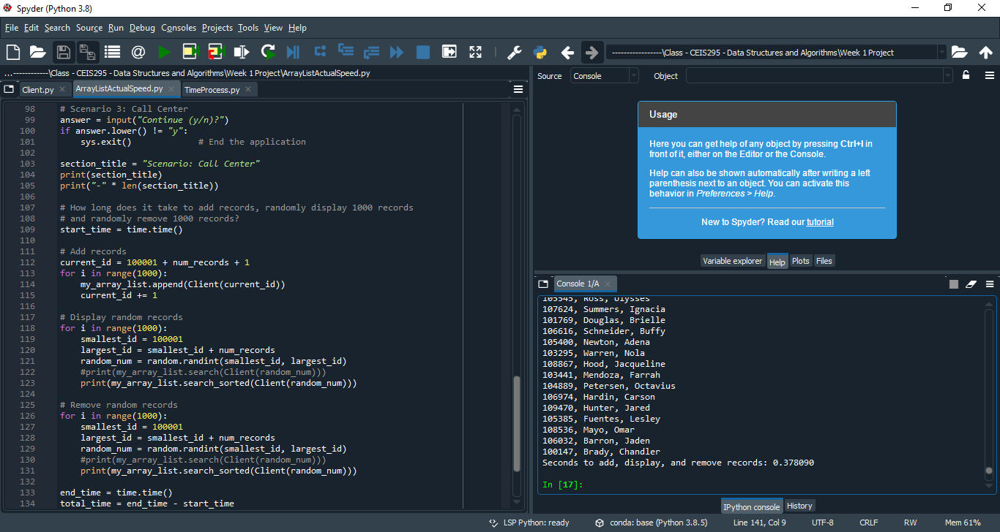 Spyder (Python 3.8)
File Edit Search Source Run Debug Consoles Projects Tools View Help
-----------------\Class - CEIS295 - Data Structures and Algorithms\Week 1 Project
...------------\Class - CEIS295 - Data Structures and Algorithms\Week 1 Project\ArrayListActualSpeed.py
Client.py ArrayListActualSpeed.py TimeProcess.py
98 # Scenario 3: Call Center
99 answer = input("Continue (y/n)?")
100 if answer.lower() != "y":
101     sys.exit()             # End the application
102
103 section_title = "Scenario: Call Center"
104 print(section_title)
105 print("-" * len(section_title))
106
107 # How long does it take to add records, randomly display 1000 records
108 # and randomly remove 1000 records?
109 start_time = time.time()
110
111 # Add records
112 current_id = 100001 + num_records + 1
113 for i in range(1000):
114     my_array_list.append(Client(current_id))
115     current_id += 1
116
117 # Display random records
118 for i in range(1000):
119     smallest_id = 100001
120     largest_id = smallest_id + num_records
121     random_num = random.randint(smallest_id, largest_id)
122     #print(my_array_list.search(Client(random_num)))
123     print(my_array_list.search_sorted(Client(random_num)))
124
125 # Remove random records
126 for i in range(1000):
127     smallest_id = 100001
128     largest_id = smallest_id + num_records
129     random_num = random.randint(smallest_id, largest_id)
130     #print(my_array_list.search(Client(random_num)))
131     print(my_array_list.search_sorted(Client(random_num)))
132
133 end_time = time.time()
134 total_time = end_time - start_time
Source Console Object
Usage
Here you can get help of any object by pressing Ctrl+I in
front of it, either on the Editor or the Console.
Help can also be shown automatically after writing a left
parenthesis next to an object. You can activate this
behavior in Preferences > Help.
New to Spyder? Read our tutorial
Variable explorer Help Plots Files
Console 1/A
105545, Ross, Ulysses
107624, Summers, Ignacia
101769, Douglas, Brielle
106616, Schneider, Buffy
105400, Newton, Adena
103295, Warren, Nola
108867, Hood, Jacqueline
103441, Mendoza, Farrah
104889, Petersen, Octavius
106974, Hardin, Carson
109470, Hunter, Jared
105385, Fuentes, Lesley
108536, Mayo, Omar
106032, Barron, Jaden
100147, Brady, Chandler
Seconds to add, display, and remove records: 0.378090
In [17]:
IPython console History
LSP Python: ready conda: base (Python 3.8.5) Line 141, Col 9 UTF-8 CRLF RW Mem 61%